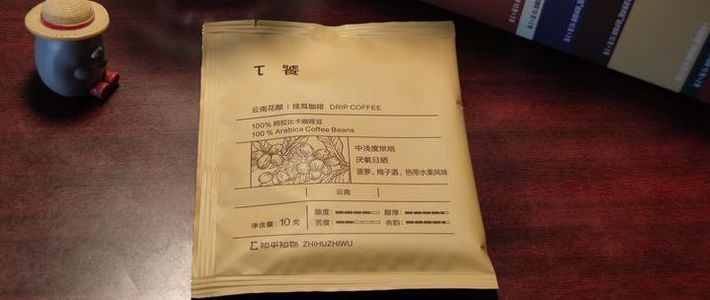 饕
云南花酿 | 挂耳咖啡 DRIP COFFEE
100% 阿拉比卡咖啡豆
100% Arabica Coffee Beans
中浅度烘焙
厌氧日晒
菠萝、梅子酒、热带水果风味
云南
净含量: 10 克
酸度: 醇厚:
苦度: 余韵:
知乎知物 ZHIHUZHIWU